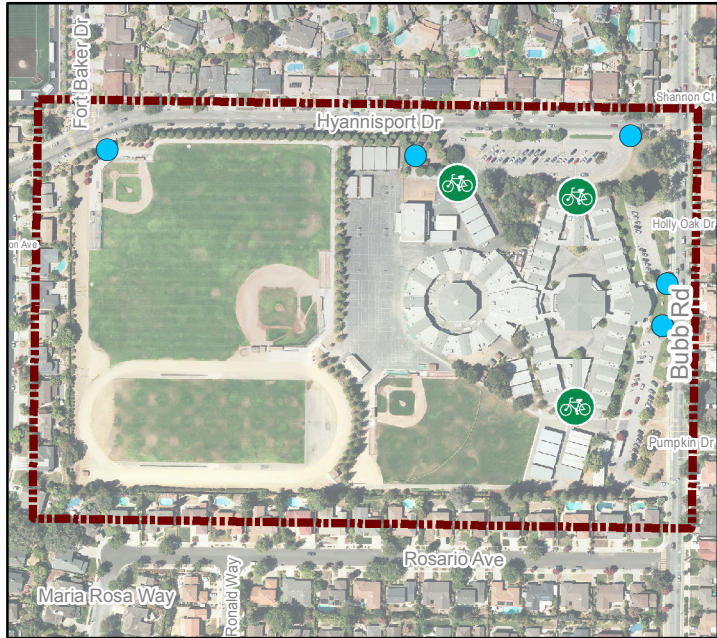 Fort Baker Dr
Shannon Ct
Hyannisport Dr
Holly Oak Dr
on Ave
Bubb Rd
Pumpkin Dr
Rosario Ave
Maria Rosa Way
Ronald Way